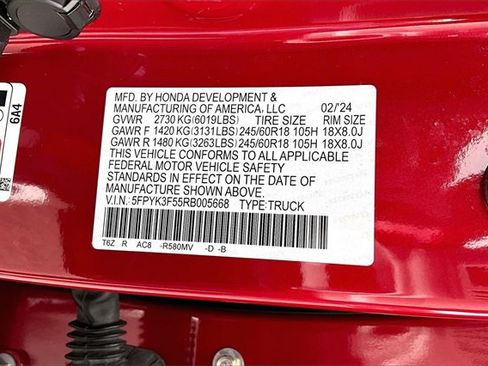 MFD. BY HONDA DEVELOPMENT &
MANUFACTURING OF AMERICA, LLC 02/'24
GVWR 2730 KG(6019LBS) TIRE SIZE RIM SIZE
GAWR F 1420 KG(3131LBS) 245/60R18 105H 18X8.0J
GAWR R 1480 KG(3263LBS) 245/60R18 105H 18X8.0J
THIS VEHICLE CONFORMS TO ALL APPLICABLE
FEDERAL MOTOR VEHICLE SAFETY
STANDARDS IN EFFECT ON THE DATE OF
MANUFACTURE SHOWN ABOVE.
V.I.N.: 5FPYK3F55RB005668 TYPE:TRUCK
T6Z R AC8 -R580MV -D -B
6A4